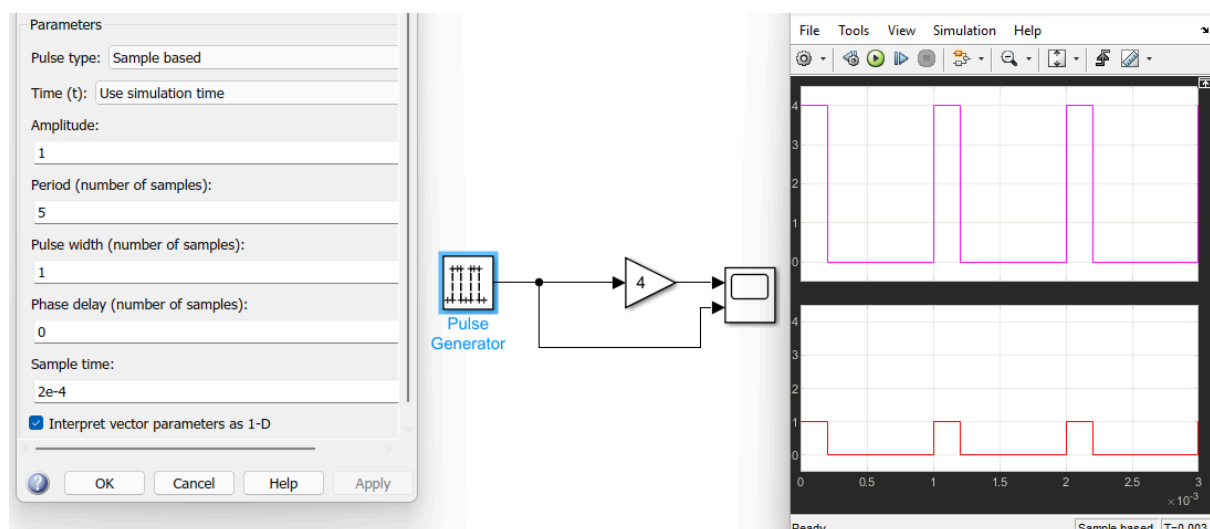 Parameters
Pulse type: Sample based
Time (t): Use simulation time
Amplitude:
1
Period (number of samples):
5
Pulse width (number of samples):
1
Phase delay (number of samples):
0
Sample time:
2e-4
Interpret vector parameters as 1-D
OK Cancel Help Apply
Pulse
Generator
4
File Tools View Simulation Help
4
3
2
1
0
4
3
2
1
0
0 0.5 1 1.5 2 2.5 3
×10⁻³
Ready Sample based T=0.003